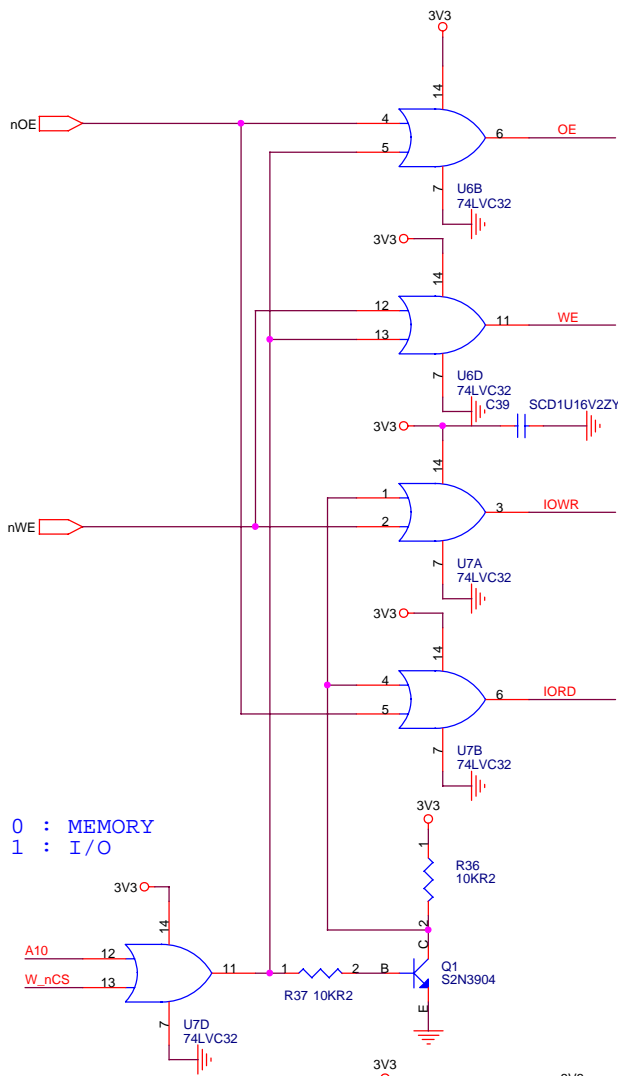 3V3
14
nOE
4
6
OE
5
7
U6B
74LVC32
3V3
14
12
11
WE
13
7
U6D
74LVC32
C39
SCD1U16V2ZY
3V3
14
1
3
IOWR
nWE
2
7
U7A
74LVC32
3V3
14
4
6
IORD
5
7
U7B
74LVC32
0 : MEMORY
1 : I/O
3V3
1
R36
10KR2
2
3V3
14
A10
12
11
W_nCS
13
1
2
R37 10KR2
B
C
E
Q1
S2N3904
7
U7D
74LVC32
3V3